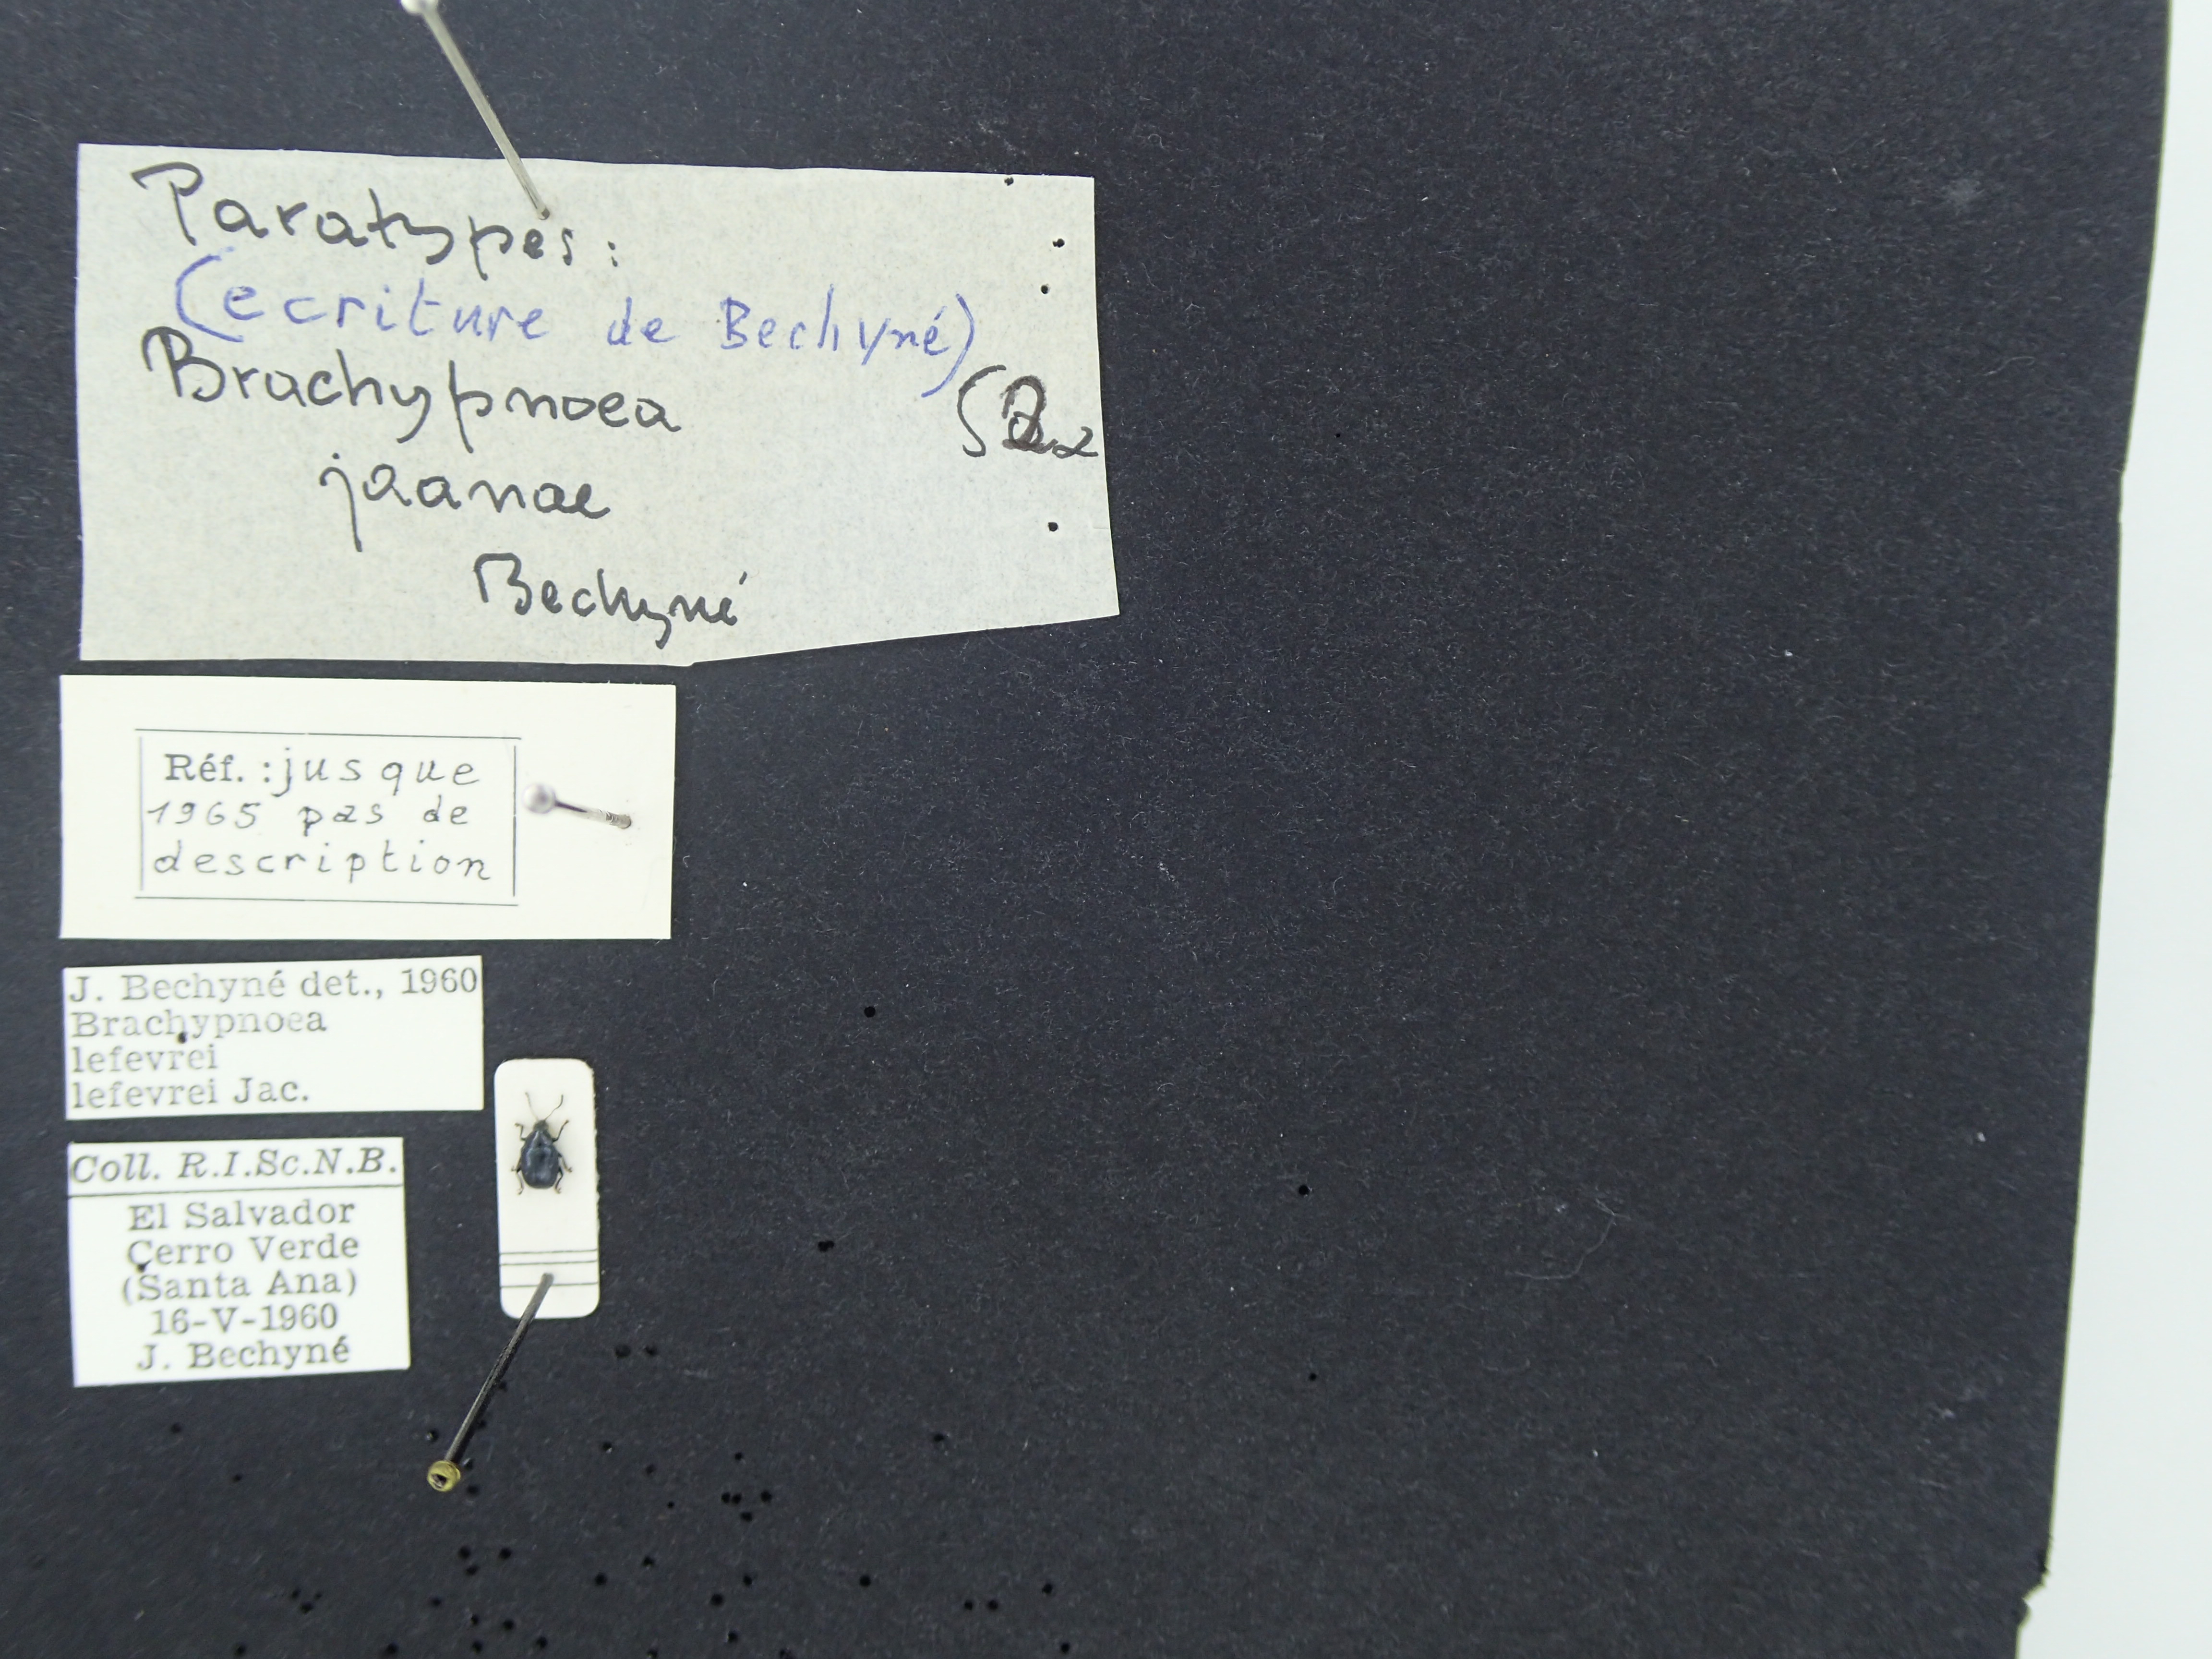 Paratypes:
(ecriture de Bechyné)
Brachypnoea
jaanae
Bechyné
Réf. : jusque
1965 pas de
description
J. Bechyné det., 1960
Brachypnoea
lefevrei
lefevrei Jac.
Coll. R.I.Sc.N.B.
El Salvador
Cerro Verde
(Santa Ana)
16-V-1960
J. Bechyné